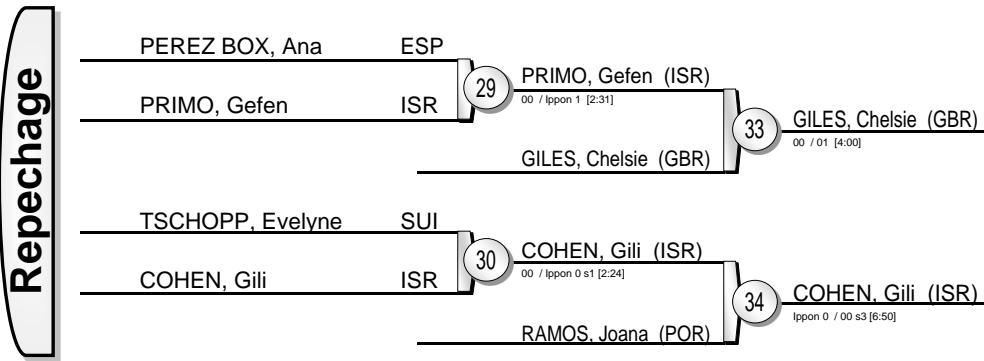 Repechage
PEREZ BOX, Ana ESP
PRIMO, Gefen ISR
29
PRIMO, Gefen (ISR)
00 / Ippon 1 [2:31]
GILES, Chelsie (GBR)
33
GILES, Chelsie (GBR)
00 / 01 [4:00]
TSCHOPP, Evelyne SUI
COHEN, Gili ISR
30
COHEN, Gili (ISR)
00 / Ippon 0 s1 [2:24]
RAMOS, Joana (POR)
34
COHEN, Gili (ISR)
Ippon 0 / 00 s3 [6:50]